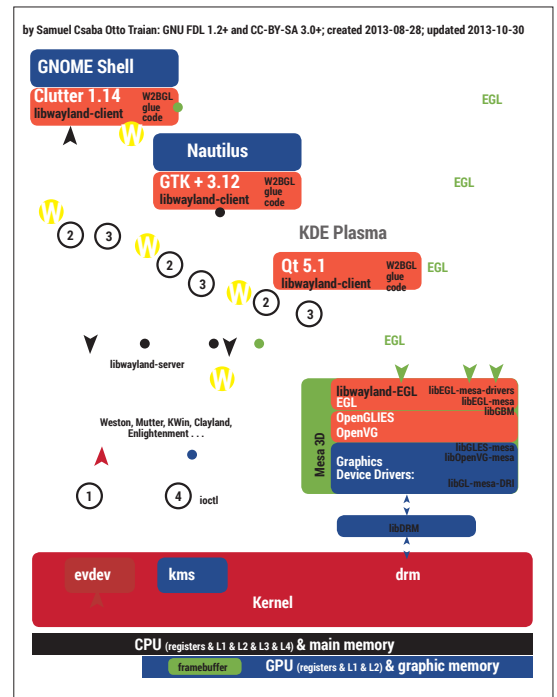 by Samuel Csaba Otto Traian: GNU FDL 1.2+ and CC-BY-SA 3.0+; created 2013-08-28; updated 2013-10-30
GNOME Shell
Clutter 1.14
libwayland-client
W2BGL
glue
code
EGL
W
Nautilus
GTK + 3.12
libwayland-client
W2BGL
glue
code
EGL
W
2
3
W
KDE Plasma
2
3
Qt 5.1
libwayland-client
W2BGL
glue
code
EGL
W
2
3
EGL
libwayland-server
W
Weston, Mutter, KWin, Clayland,
Enlightenment . . .
1
4
ioctl
Mesa 3D
libwayland-EGL
EGL
libEGL-mesa-drivers
libEGL-mesa
libGBM
OpenGLIES
OpenVG
libGLES-mesa
libOpenVG-mesa
Graphics
Device Drivers:
libGL-mesa-DRI
libDRM
evdev
kms
drm
Kernel
CPU (registers & L1 & L2 & L3 & L4) & main memory
framebuffer
GPU (registers & L1 & L2) & graphic memory